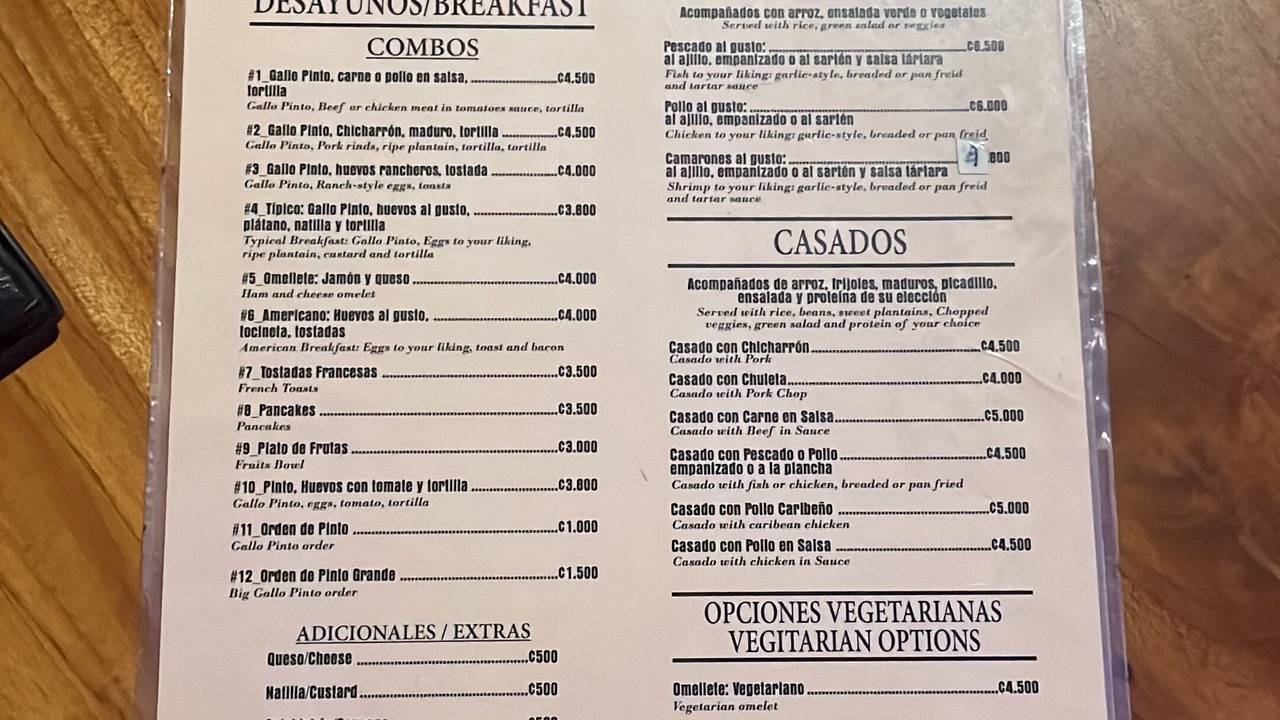 DESAYUNOS/BREAKFAST
COMBOS
#1_Gallo Pinto, carne o pollo en salsa, ........................₡4.500
tortilla
Gallo Pinto, Beef or chicken meat in tomatoes sauce, tortilla
#2_Gallo Pinto, Chicharrón, maduro, tortilla ...............₡4.500
Gallo Pinto, Pork rinds, ripe plantain, tortilla, tortilla
#3_Gallo Pinto, huevos rancheros, tostada ..................₡4.000
Gallo Pinto, Ranch-style eggs, toasts
#4_Típico: Gallo Pinto, huevos al gusto, .......................₡3.800
plátano, natilla y tortilla
Typical Breakfast: Gallo Pinto, Eggs to your liking,
ripe plantain, custard and tortilla
#5_Omellete: Jamón y queso ........................................₡4.000
Ham and cheese omelet
#6_Americano: Huevos al gusto, ..................................₡4.000
tocineta, tostadas
American Breakfast: Eggs to your liking, toast and bacon
#7_Tostadas Francesas ................................................₡3.500
French Toasts
#8_Pancakes .................................................................₡3.500
Pancakes
#9_Plato de Frutas .........................................................₡3.000
Fruits Bowl
#10_Pinto, Huevos con tomate y tortilla ........................₡3.800
Gallo Pinto, eggs, tomato, tortilla
#11_Orden de Pinto .........................................................₡1.000
Gallo Pinto order
#12_Orden de Pinto Grande ............................................₡1.500
Big Gallo Pinto order
ADICIONALES / EXTRAS
Queso/Cheese ...............................................₡500
Natilla/Custard ...............................................₡500
₡500
Acompañados con arroz, ensalada verde o vegetales
Served with rice, green salad or veggies
Pescado al gusto: .....................................................₡6.500
al ajillo, empanizado o al sartén y salsa tártara
Fish to your liking: garlic-style, breaded or pan freid
and tartar sauce
Pollo al gusto: ..........................................................₡6.000
al ajillo, empanizado o al sartén
Chicken to your liking: garlic-style, breaded or pan freid
Camarones al gusto: ..............................................9.800
al ajillo, empanizado o al sartén y salsa tártara
Shrimp to your liking: garlic-style, breaded or pan freid
and tartar sauce
CASADOS
Acompañados de arroz, frijoles, maduros, picadillo,
ensalada y proteína de su elección
Served with rice, beans, sweet plantains, Chopped
veggies, green salad and protein of your choice
Casado con Chicharrón ...............................................₡4.500
Casado with Pork
Casado con Chuleta .....................................................₡4.000
Casado with Pork Chop
Casado con Carne en Salsa .........................................₡5.000
Casado with Beef in Sauce
Casado con Pescado o Pollo ........................................₡4.500
empanizado o a la plancha
Casado with fish or chicken, breaded or pan fried
Casado con Pollo Caribeño ..........................................₡5.000
Casado with caribean chicken
Casado con Pollo en Salsa ...........................................₡4.500
Casado with chicken in Sauce
OPCIONES VEGETARIANAS
VEGITARIAN OPTIONS
Omellete: Vegetariano ..................................................₡4.500
Vegetarian omelet